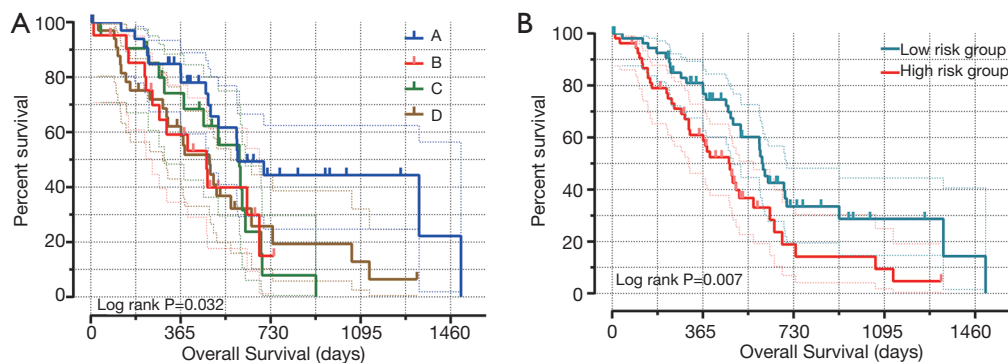 A
100
80
60
40
20
0
Percent survival
A
B
C
D
Log rank P=0.032
0 365 730 1095 1460
Overall Survival (days)
B
100
80
60
40
20
0
Percent survival
Low risk group
High risk group
Log rank P=0.007
0 365 730 1095 1460
Overall Survival (days)